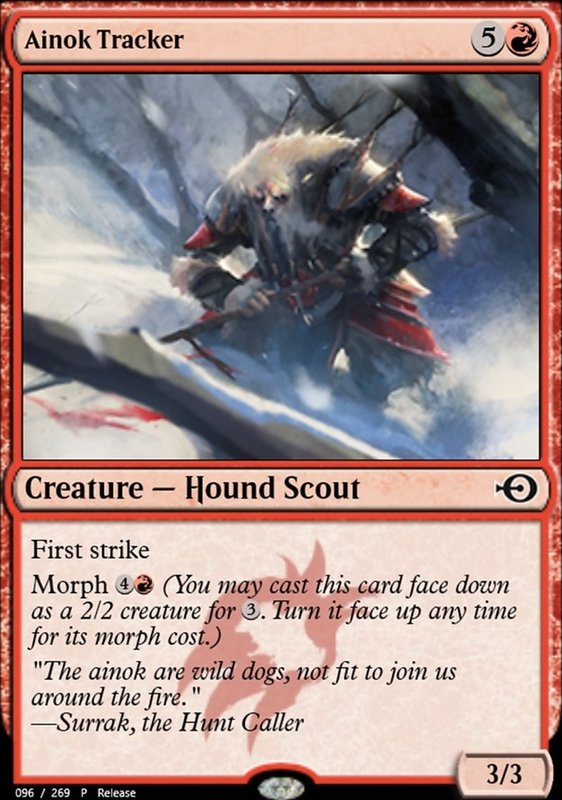 Ainok Tracker 5
Creature — Hound Scout
First strike
Morph 4 (You may cast this card face down
as a 2/2 creature for 3. Turn it face up any time
for its morph cost.)
"The ainok are wild dogs, not fit to join us
around the fire."
—Surrak, the Hunt Caller
3/3
096 / 269 P Release